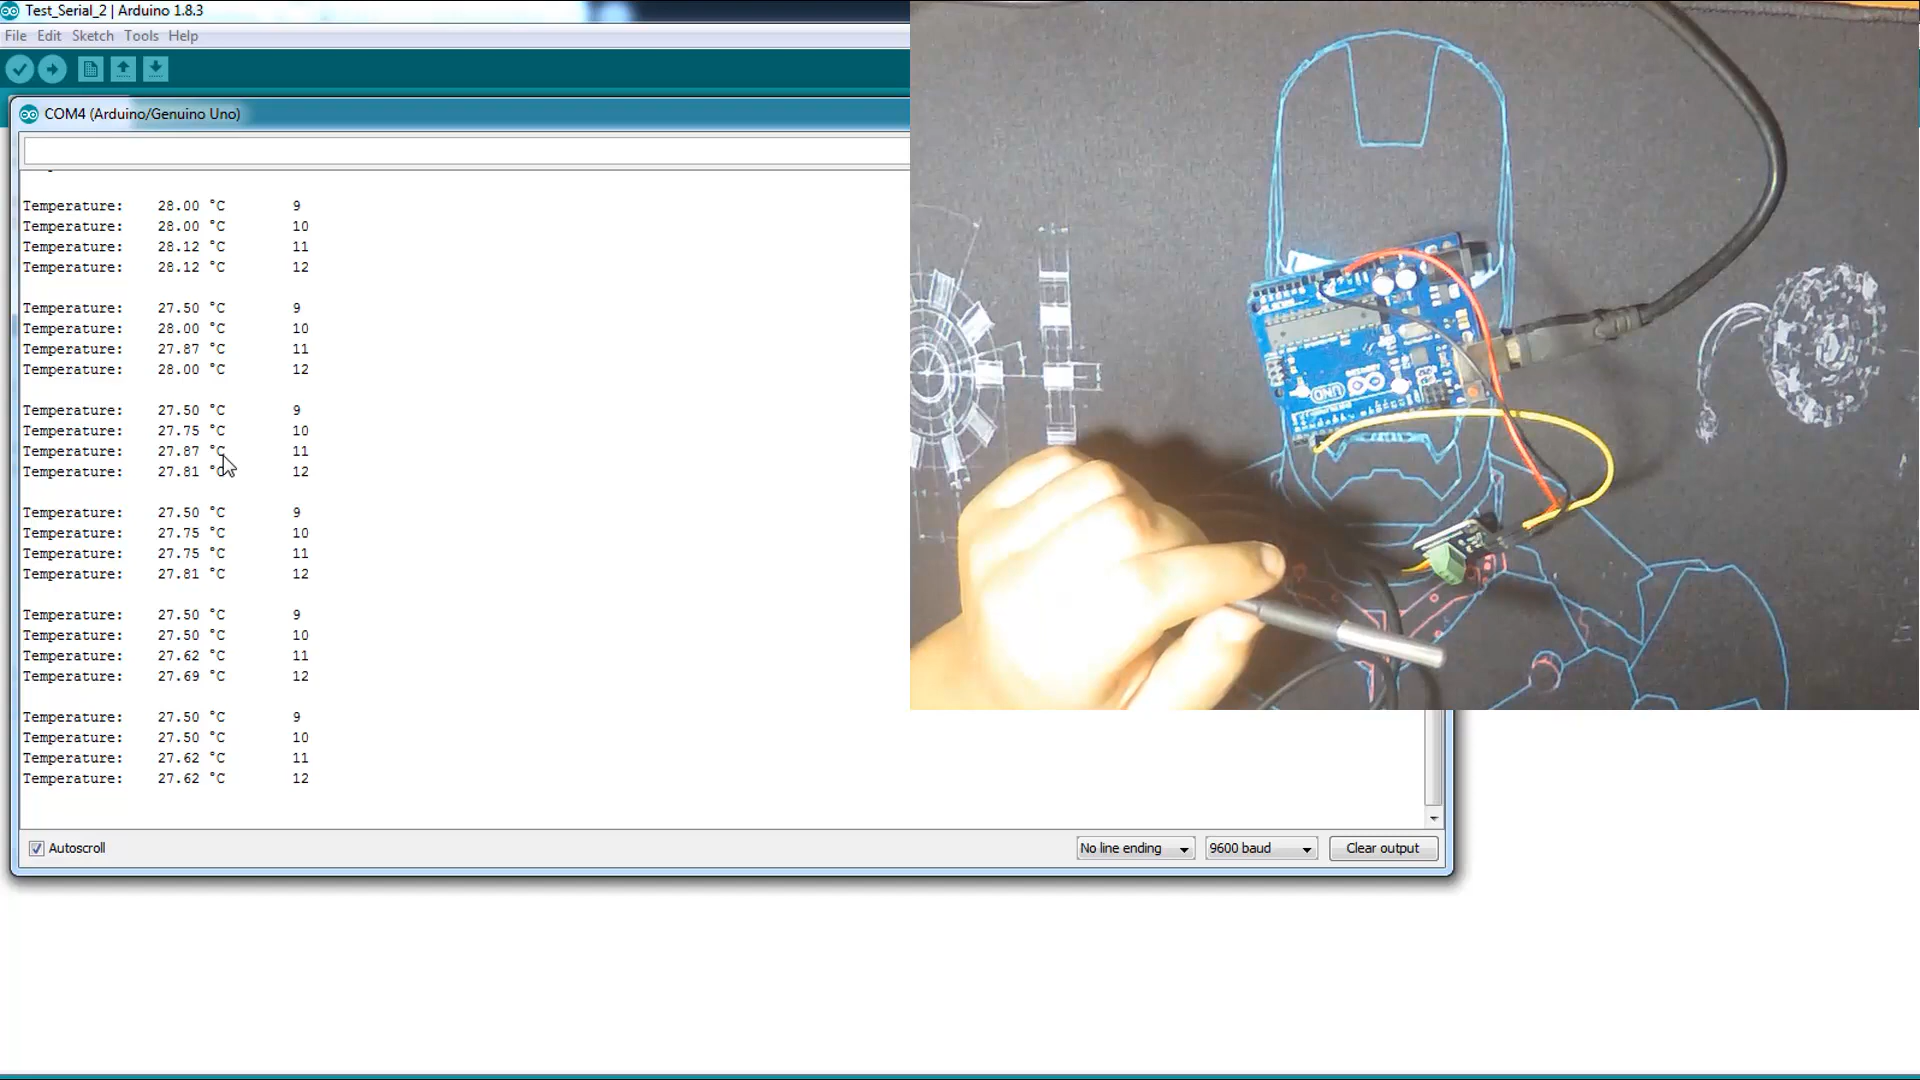 Test_Serial_2 | Arduino 1.8.3
File Edit Sketch Tools Help
COM4 (Arduino/Genuino Uno)
Temperature: 28.00 °C 9
Temperature: 28.00 °C 10
Temperature: 28.12 °C 11
Temperature: 28.12 °C 12
Temperature: 27.50 °C 9
Temperature: 28.00 °C 10
Temperature: 27.87 °C 11
Temperature: 28.00 °C 12
Temperature: 27.50 °C 9
Temperature: 27.75 °C 10
Temperature: 27.87 °C 11
Temperature: 27.81 °C 12
Temperature: 27.50 °C 9
Temperature: 27.75 °C 10
Temperature: 27.75 °C 11
Temperature: 27.81 °C 12
Temperature: 27.50 °C 9
Temperature: 27.50 °C 10
Temperature: 27.62 °C 11
Temperature: 27.69 °C 12
Temperature: 27.50 °C 9
Temperature: 27.50 °C 10
Temperature: 27.62 °C 11
Temperature: 27.62 °C 12
Autoscroll
No line ending
9600 baud
Clear output
UNO